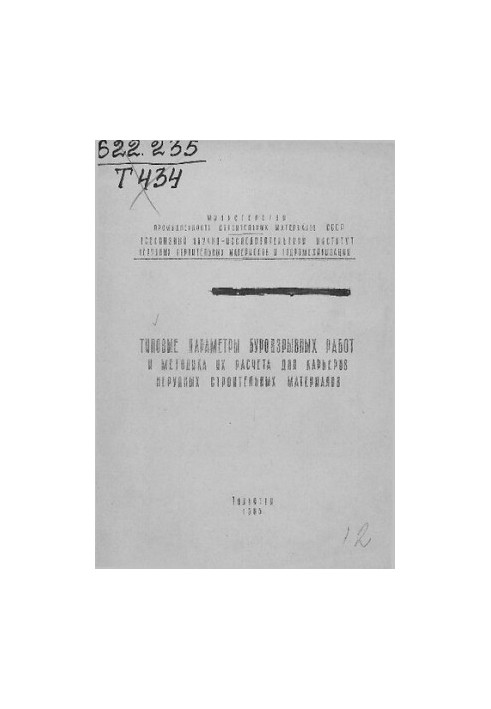 622.235
Т 434
МИНИСТЕРСТВО
ПРОМЫШЛЕННОСТИ СТРОИТЕЛЬНЫХ МАТЕРИАЛОВ СССР
ВСЕСОЮЗНЫЙ НАУЧНО-ИССЛЕДОВАТЕЛЬСКИЙ ИНСТИТУТ
НЕРУДНЫХ СТРОИТЕЛЬНЫХ МАТЕРИАЛОВ И ГИДРОМЕХАНИЗАЦИИ
ТИПОВЫЕ ПАРАМЕТРЫ БУРОВЗРЫВНЫХ РАБОТ
И МЕТОДИКА ИХ РАСЧЕТА ДЛЯ КАРЬЕРОВ
НЕРУДНЫХ СТРОИТЕЛЬНЫХ МАТЕРИАЛОВ
Тольятти